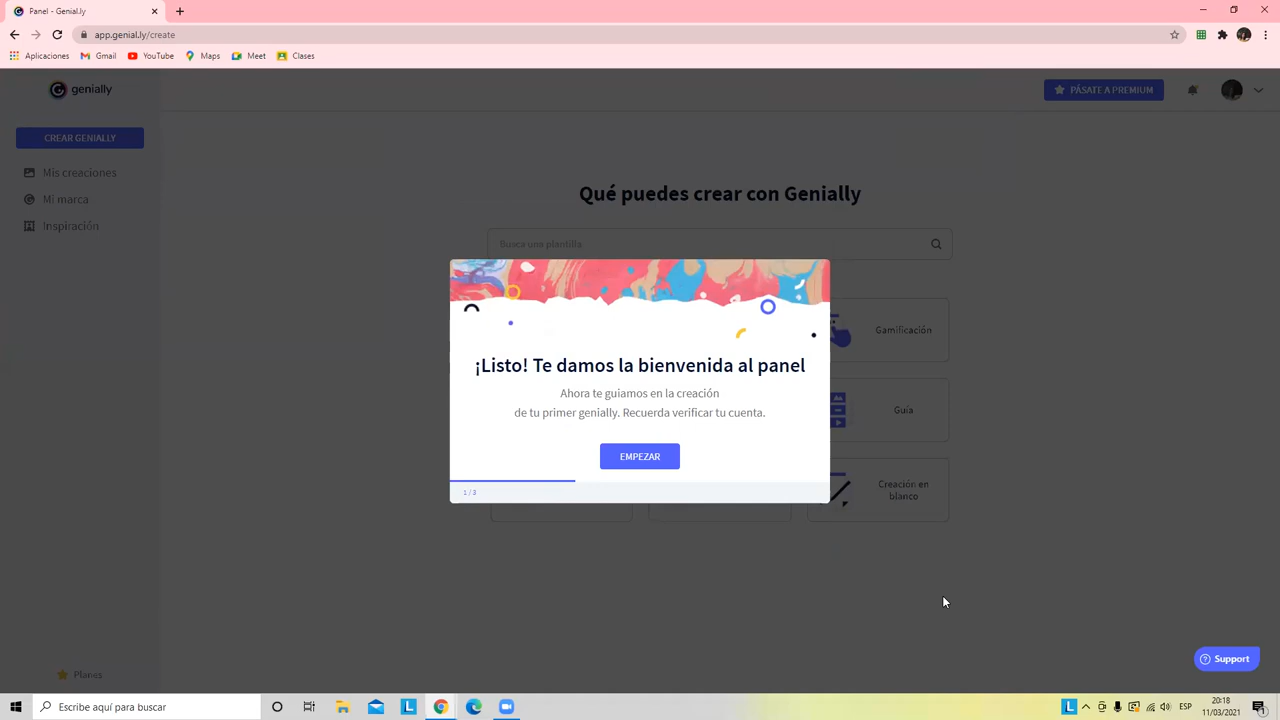 Panel - Genial.ly
app.genial.ly/create
Aplicaciones Gmail YouTube Maps Meet Clases
genially
PÁSATE A PREMIUM
CREAR GENIALLY
Mis creaciones
Mi marca
Inspiración
Qué puedes crear con Genially
Busca una plantilla
Gamificación
Guía
Creación en
blanco
¡Listo! Te damos la bienvenida al panel
Ahora te guiamos en la creación
de tu primer genially. Recuerda verificar tu cuenta.
EMPEZAR
1 / 3
Support
Planes
Escribe aquí para buscar
ESP
20:18
11/03/2021
1